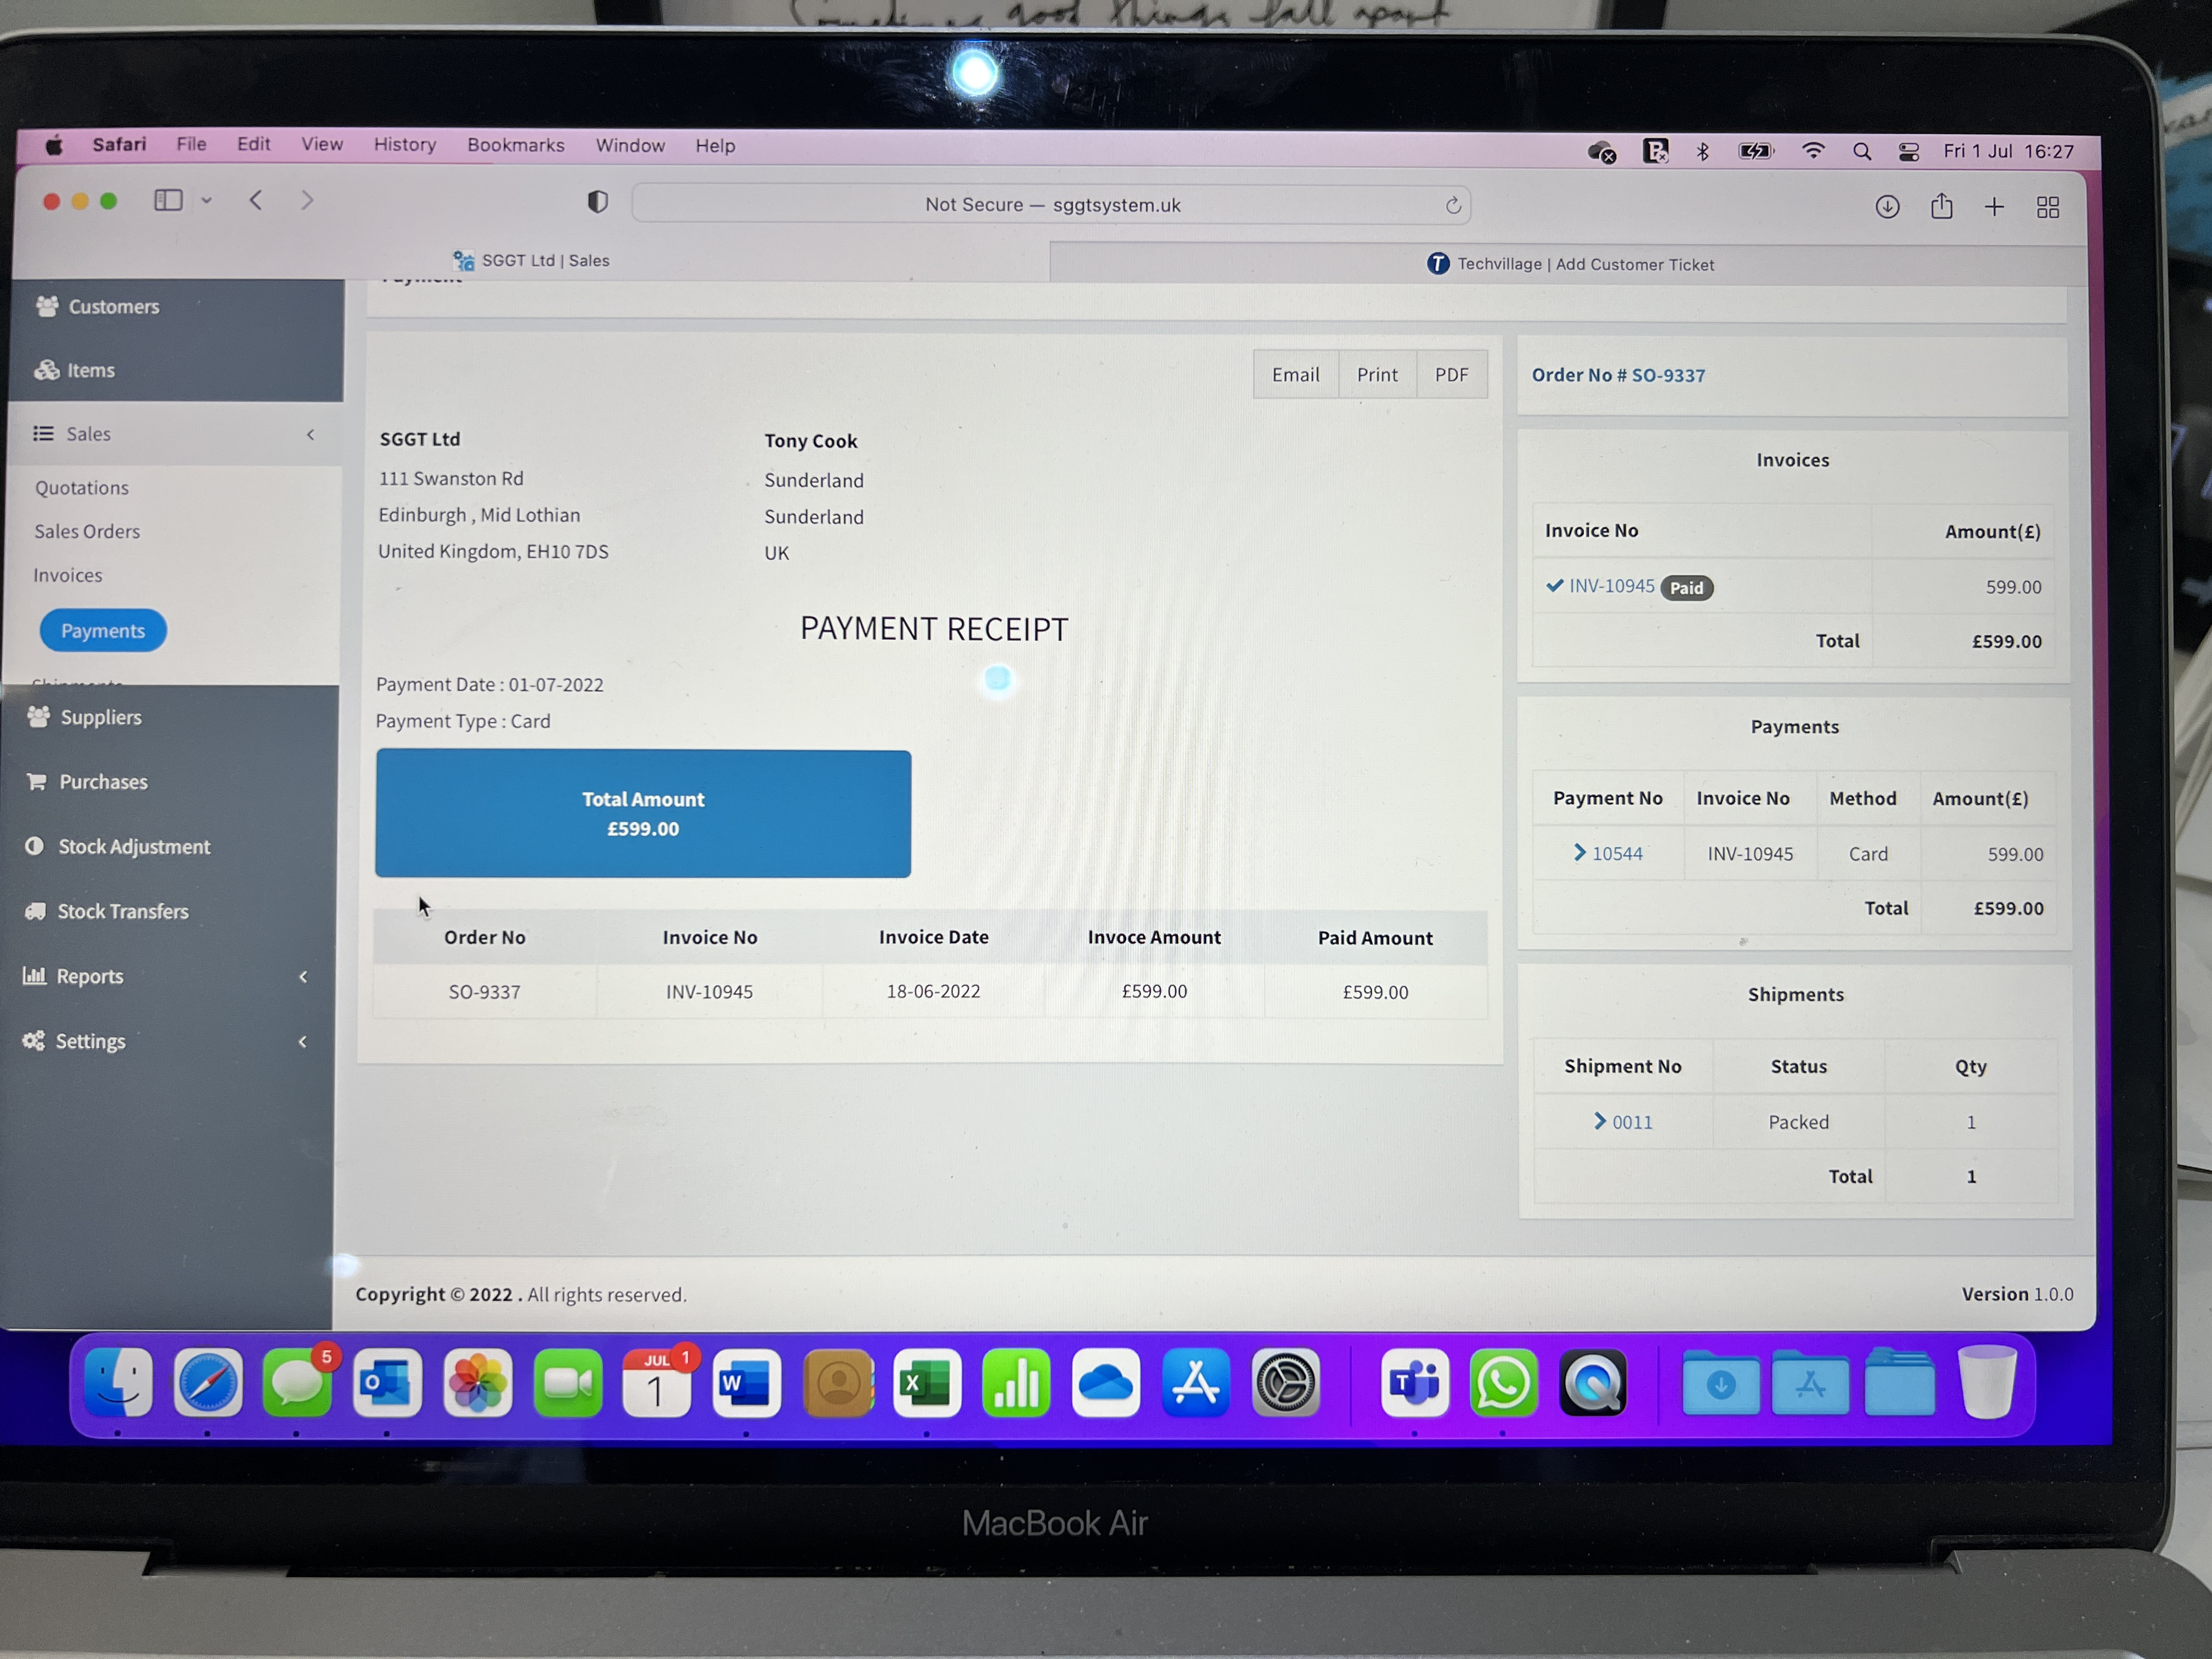 Sometimes good things fall apart
Safari File Edit View History Bookmarks Window Help
Fri 1 Jul 16:27
Not Secure — sggtsystem.uk
SGGT Ltd | Sales
Techvillage | Add Customer Ticket
Customers
Items
Sales
Quotations
Sales Orders
Invoices
Payments
Shipments
Suppliers
Purchases
Stock Adjustment
Stock Transfers
Reports
Settings
Payment
Email Print PDF
SGGT Ltd
111 Swanston Rd
Edinburgh , Mid Lothian
United Kingdom, EH10 7DS
Tony Cook
Sunderland
Sunderland
UK
PAYMENT RECEIPT
Payment Date : 01-07-2022
Payment Type : Card
Total Amount
£599.00
Order No Invoice No Invoice Date Invoce Amount Paid Amount
SO-9337 INV-10945 18-06-2022 £599.00 £599.00
Order No # SO-9337
Invoices
Invoice No Amount(£)
INV-10945 Paid 599.00
Total £599.00
Payments
Payment No Invoice No Method Amount(£)
10544 INV-10945 Card 599.00
Total £599.00
Shipments
Shipment No Status Qty
0011 Packed 1
Total 1
Copyright © 2022 . All rights reserved.
Version 1.0.0
5
JUL 1
1
MacBook Air